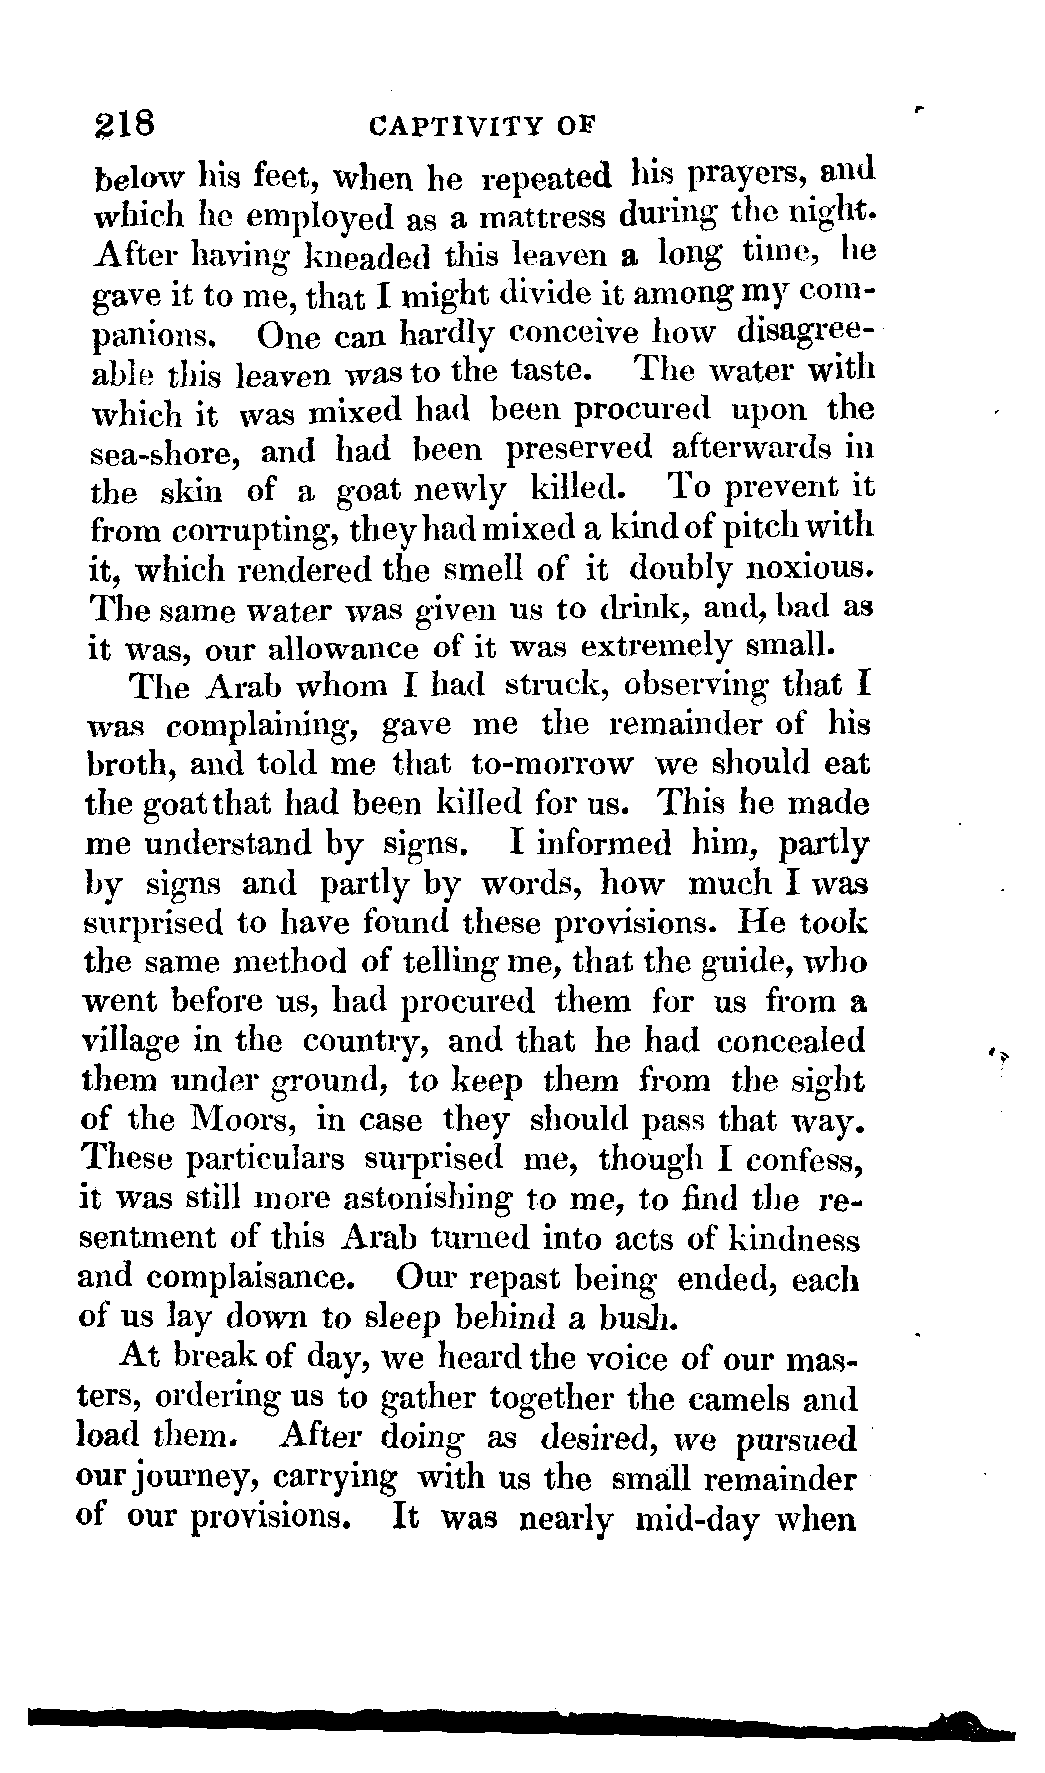 218 CAPTIVITY OF
below his feet, when he repeated his prayers, and
which he employed as a mattress during the night.
After having kneaded this leaven a long time, he
gave it to me, that I might divide it among my com-
panions. One can hardly conceive how disagree-
able this leaven was to the taste. The water with
which it was mixed had been procured upon the
sea-shore, and had been preserved afterwards in
the skin of a goat newly killed. To prevent it
from corrupting, they had mixed a kind of pitch with
it, which rendered the smell of it doubly noxious.
The same water was given us to drink, and, bad as
it was, our allowance of it was extremely small.
The Arab whom I had struck, observing that I
was complaining, gave me the remainder of his
broth, and told me that to-morrow we should eat
the goat that had been killed for us. This he made
me understand by signs. I informed him, partly
by signs and partly by words, how much I was
surprised to have found these provisions. He took
the same method of telling me, that the guide, who
went before us, had procured them for us from a
village in the country, and that he had concealed
them under ground, to keep them from the sight
of the Moors, in case they should pass that way.
These particulars surprised me, though I confess,
it was still more astonishing to me, to find the re-
sentment of this Arab turned into acts of kindness
and complaisance. Our repast being ended, each
of us lay down to sleep behind a bush.
At break of day, we heard the voice of our mas-
ters, ordering us to gather together the camels and
load them. After doing as desired, we pursued
our journey, carrying with us the small remainder
of our provisions. It was nearly mid-day when